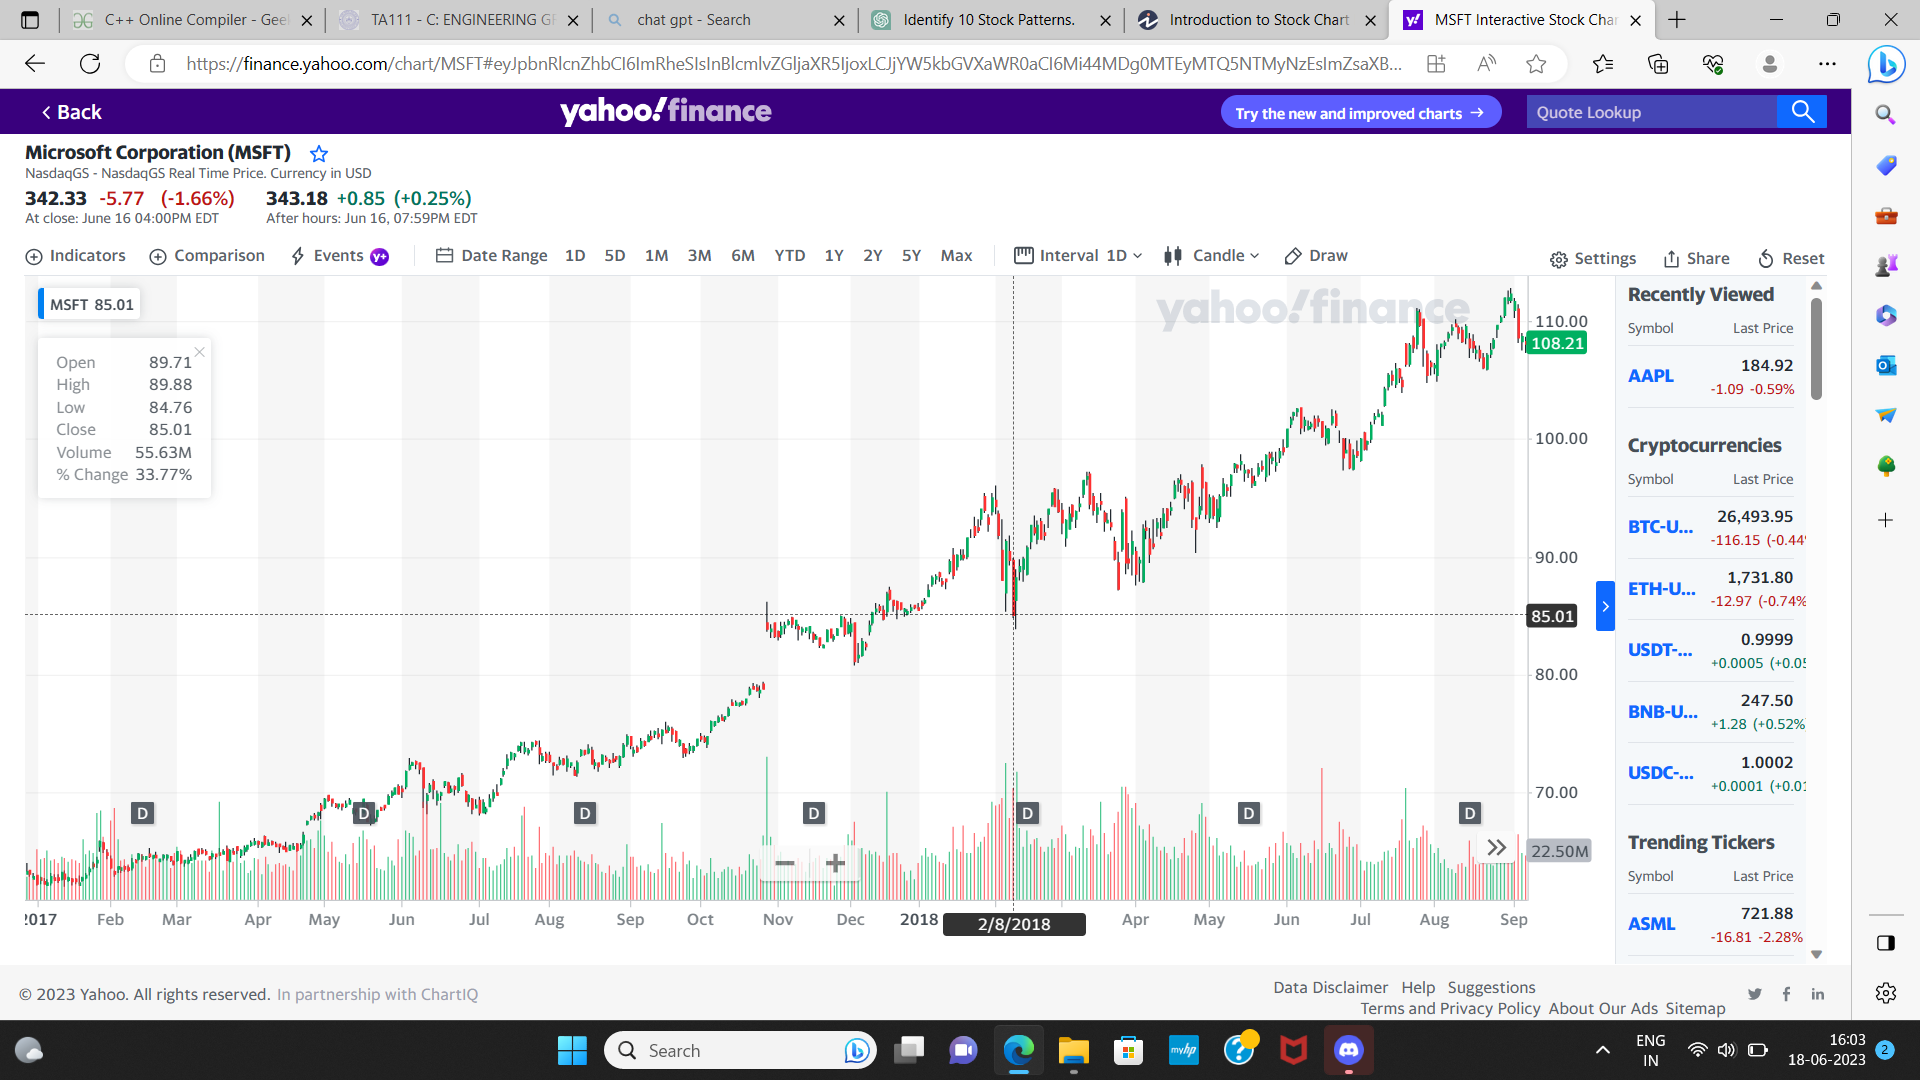 C++ Online Compiler - Gee
TA111 - C: ENGINEERING GR
chat gpt - Search
Identify 10 Stock Patterns.
Introduction to Stock Chart
MSFT Interactive Stock Char
https://finance.yahoo.com/chart/MSFT#
Back
yahoo!finance
Try the new and improved charts
Quote Lookup
Microsoft Corporation (MSFT)
NasdaqGS - NasdaqGS Real Time Price. Currency in USD
342.33 -5.77 (-1.66%) 343.18 +0.85 (+0.25%)
At close: June 16 04:00PM EDT After hours: Jun 16, 07:59PM EDT
Indicators Comparison Events y+ Date Range 1D 5D 1M 3M 6M YTD 1Y 2Y 5Y Max Interval 1D Candle Draw Settings Share Reset
MSFT 85.01
yahoo!finance
Open 89.71
High 89.88
Low 84.76
Close 85.01
Volume 55.63M
% Change 33.77%
110.00
108.21
100.00
90.00
85.01
80.00
70.00
22.50M
D D D D D D D
2017 Feb Mar Apr May Jun Jul Aug Sep Oct Nov Dec 2018 2/8/2018 Apr May Jun Jul Aug Sep
Recently Viewed
Symbol Last Price
AAPL 184.92
-1.09 -0.59%
Cryptocurrencies
Symbol Last Price
BTC-U... 26,493.95
-116.15 (-0.44
ETH-U... 1,731.80
-12.97 (-0.74%
USDT-... 0.9999
+0.0005 (+0.05
BNB-U... 247.50
+1.28 (+0.52%
USDC-... 1.0002
+0.0001 (+0.01
Trending Tickers
Symbol Last Price
ASML 721.88
-16.81 -2.28%
© 2023 Yahoo. All rights reserved. In partnership with ChartIQ
Data Disclaimer Help Suggestions
Terms and Privacy Policy About Our Ads Sitemap
Search
myhp
ENG
IN
16:03
18-06-2023
2